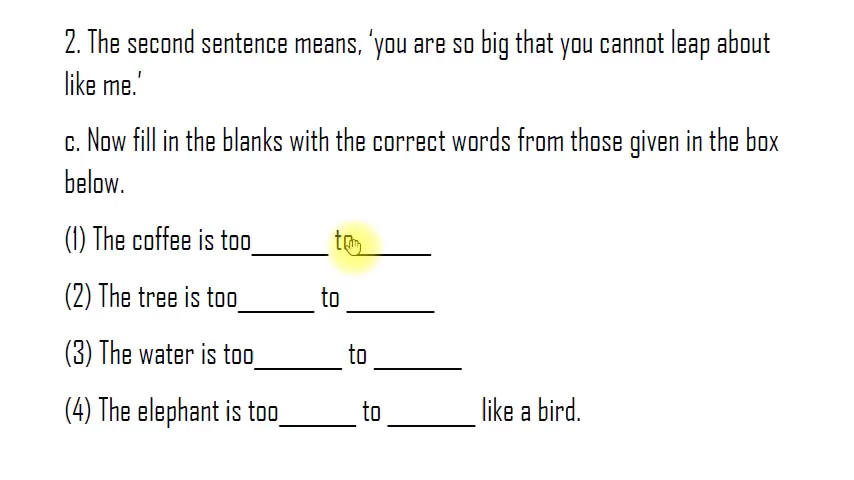 2. The second sentence means, ‘you are so big that you cannot leap about
like me.’
c. Now fill in the blanks with the correct words from those given in the box
below.
(1) The coffee is too______ to______
(2) The tree is too______ to ______
(3) The water is too______ to ______
(4) The elephant is too______ to ______ like a bird.